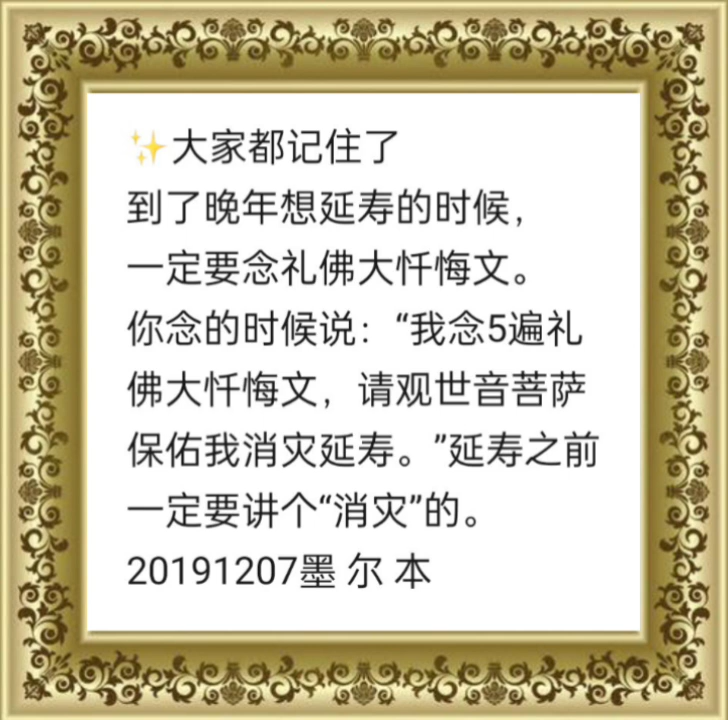 ✨大家都记住了
到了晚年想延寿的时候，
一定要念礼佛大忏悔文。
你念的时候说：“我念5遍礼
佛大忏悔文，请观世音菩萨
保佑我消灾延寿。”延寿之前
一定要讲个“消灾”的。
20191207墨 尔 本